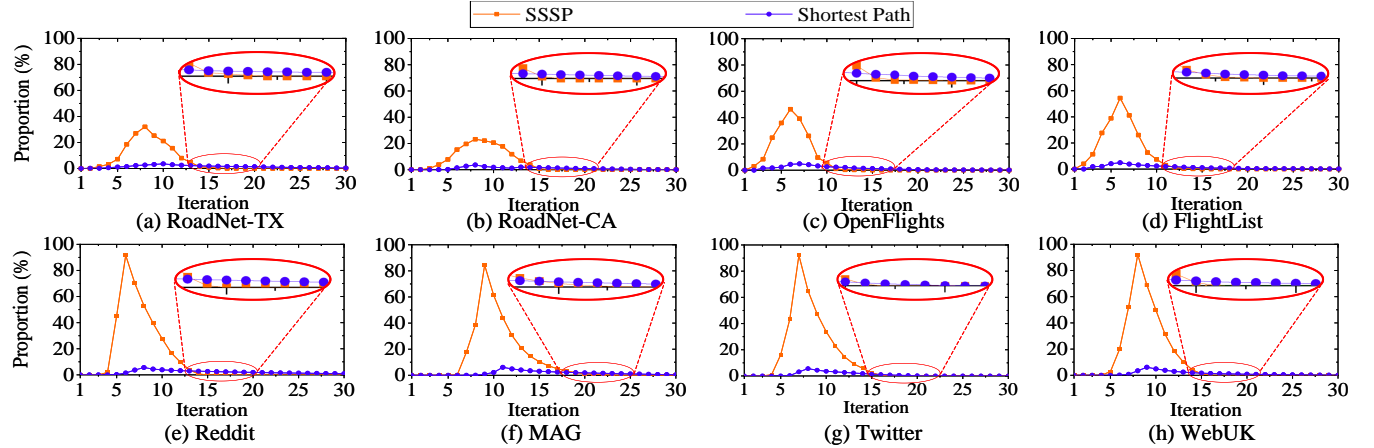 SSSP Shortest Path
Proportion (%)
100 100 100 100
80 80 80 80
60 60 60 60
40 40 40 40
20 20 20 20
0 0 0 0
1 5 10 15 20 25 30 1 5 10 15 20 25 30 1 5 10 15 20 25 30 1 5 10 15 20 25 30
Iteration Iteration Iteration Iteration
(a) RoadNet-TX (b) RoadNet-CA (c) OpenFlights (d) FlightList
Proportion (%)
100 100 100 100
80 80 80 80
60 60 60 60
40 40 40 40
20 20 20 20
0 0 0 0
1 5 10 15 20 25 30 1 5 10 15 20 25 30 1 5 10 15 20 25 30 1 5 10 15 20 25 30
Iteration Iteration Iteration Iteration
(e) Reddit (f) MAG (g) Twitter (h) WebUK